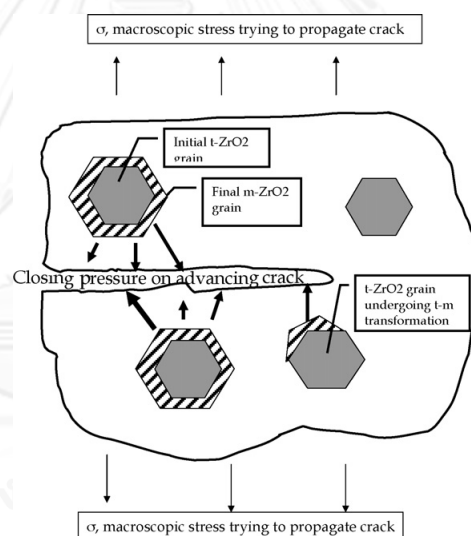 σ, macroscopic stress trying to propagate crack
Initial t-ZrO2
grain
Final m-ZrO2
grain
Closing pressure on advancing crack
t-ZrO2 grain
undergoing t-m
transformation
σ, macroscopic stress trying to propagate crack